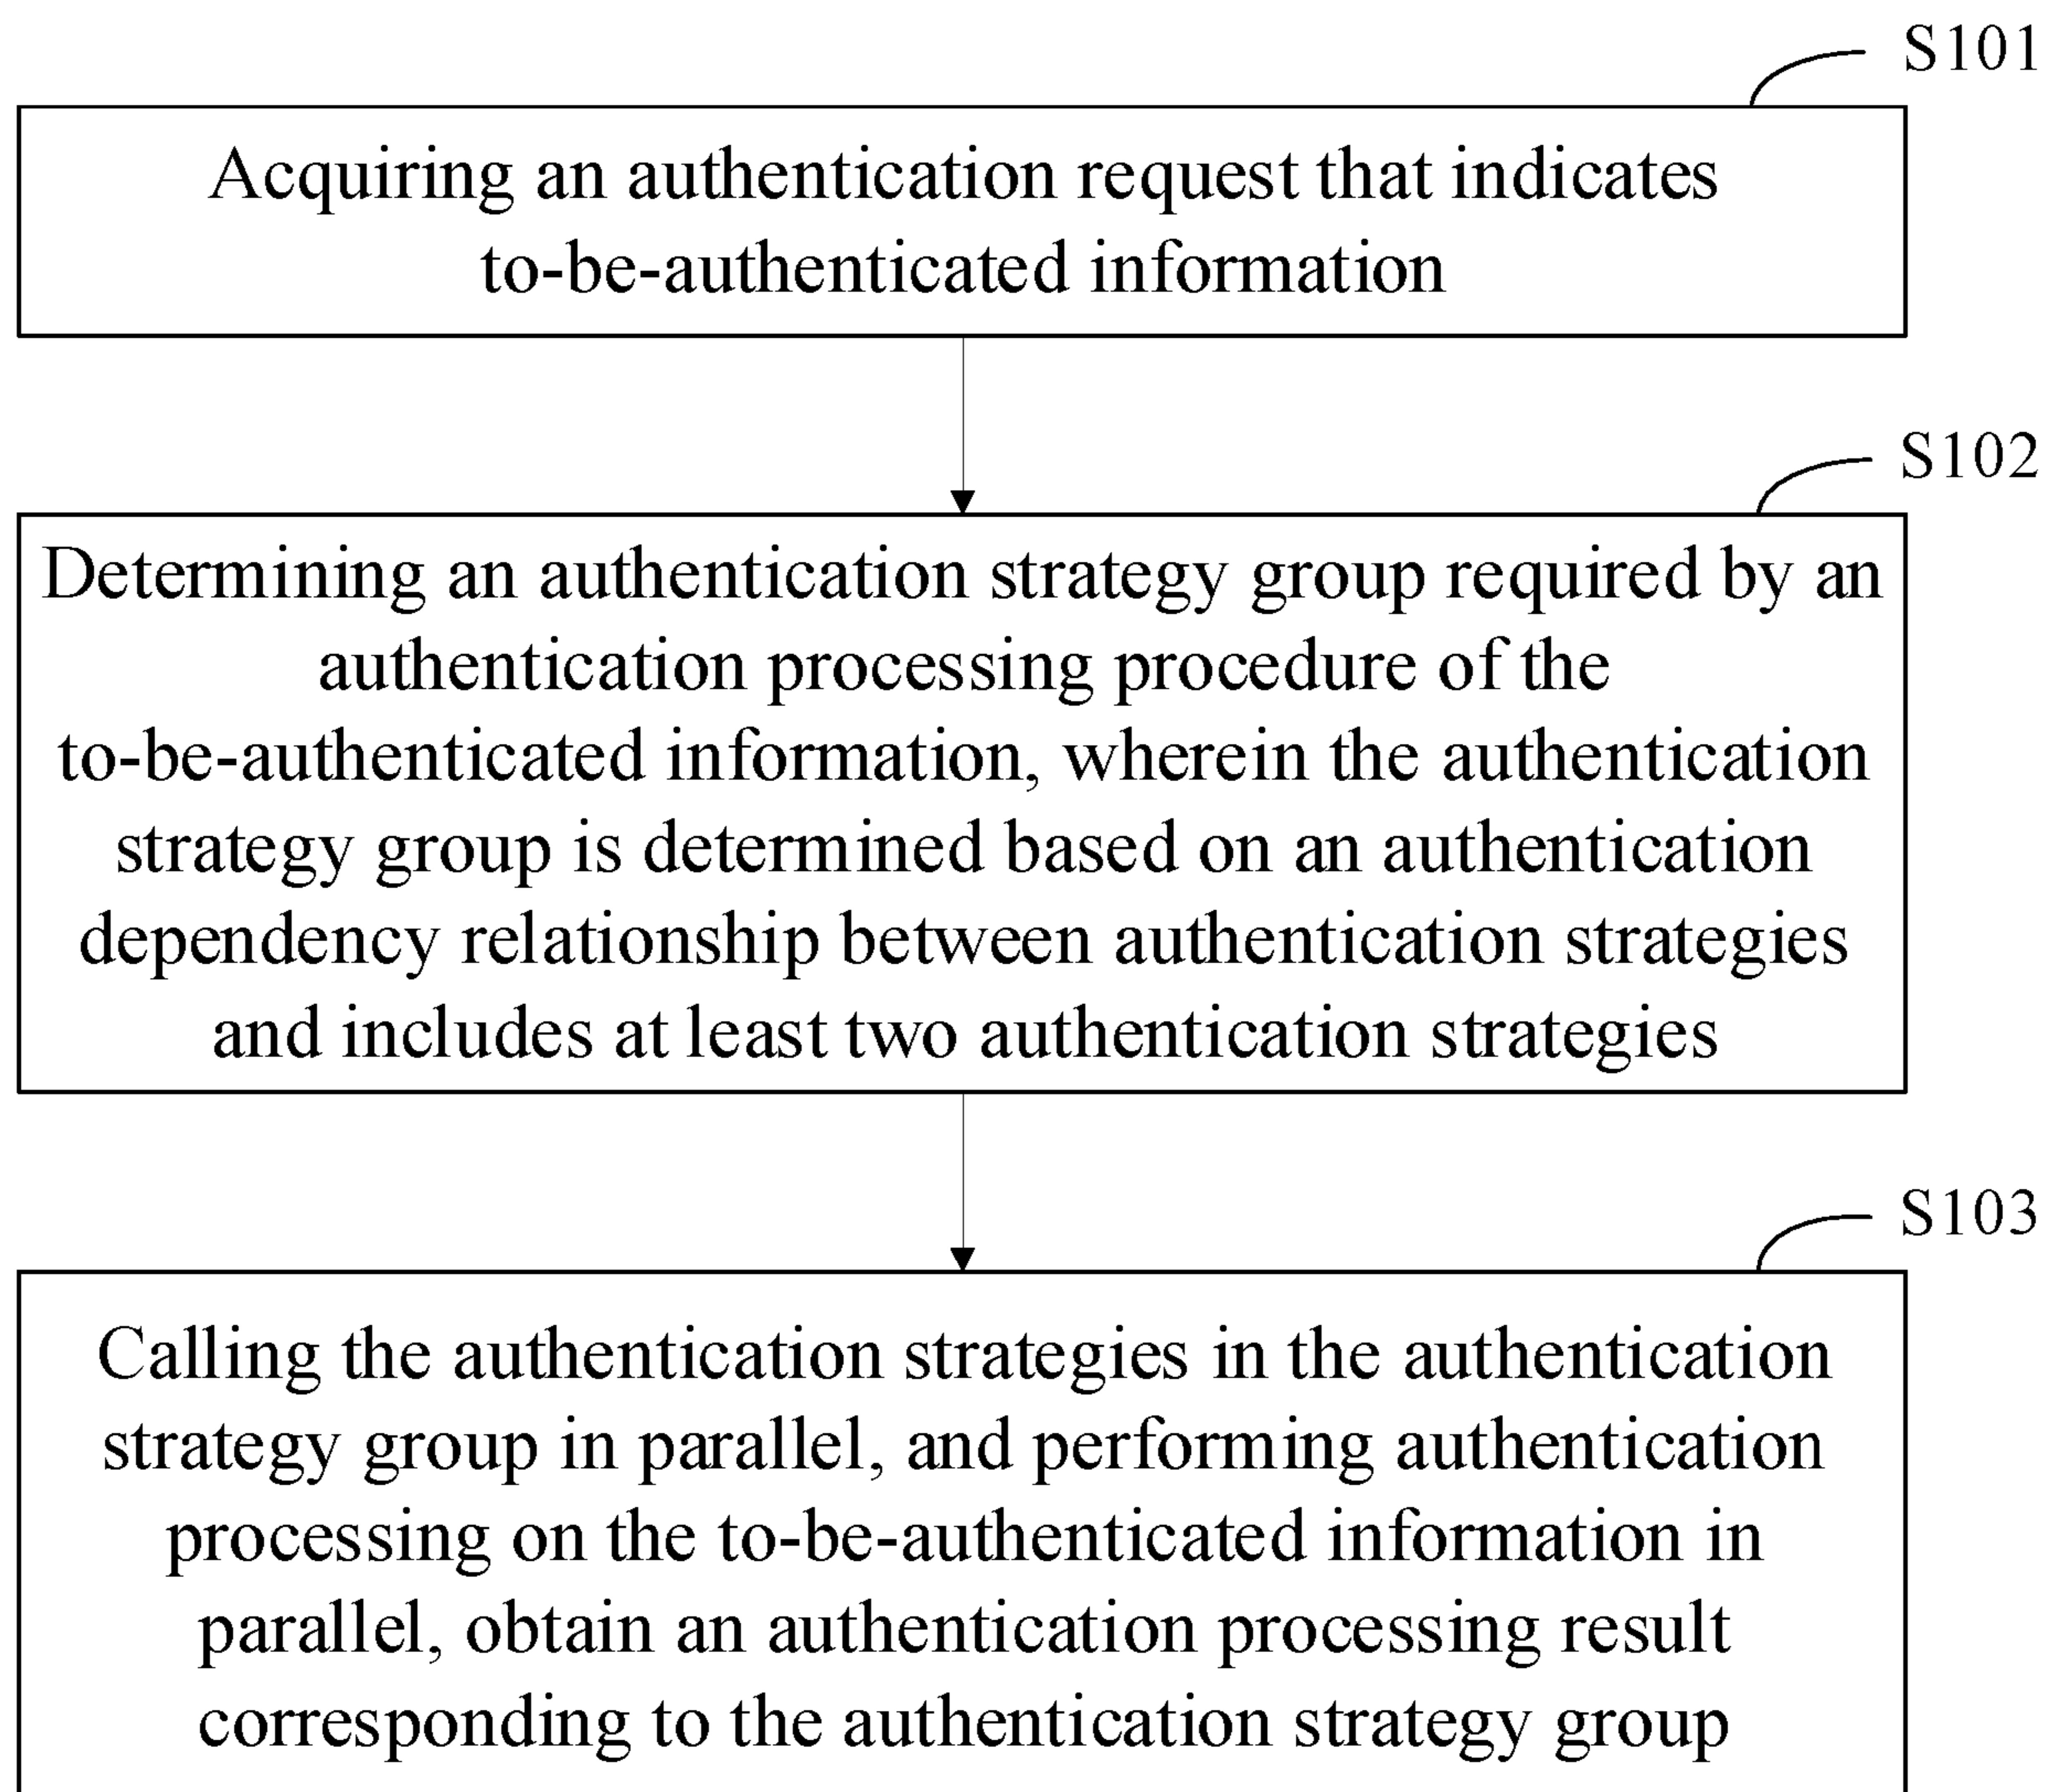 S101
Acquiring an authentication request that indicates
to-be-authenticated information
S102
Determining an authentication strategy group required by an
authentication processing procedure of the
to-be-authenticated information, wherein the authentication
strategy group is determined based on an authentication
dependency relationship between authentication strategies
and includes at least two authentication strategies
S103
Calling the authentication strategies in the authentication
strategy group in parallel, and performing authentication
processing on the to-be-authenticated information in
parallel, obtain an authentication processing result
corresponding to the authentication strategy group